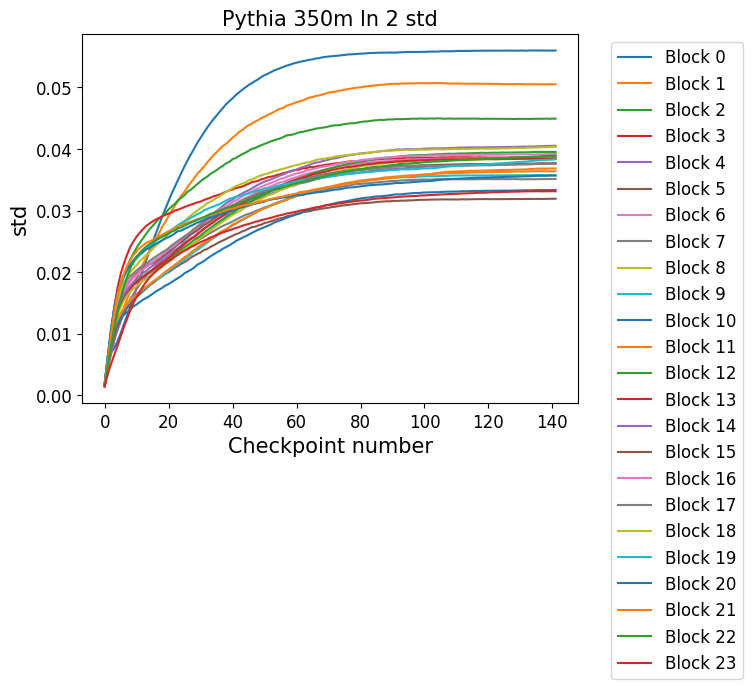 Pythia 350m ln 2 std
std
0.05
0.04
0.03
0.02
0.01
0.00
0 20 40 60 80 100 120 140
Checkpoint number
Block 0
Block 1
Block 2
Block 3
Block 4
Block 5
Block 6
Block 7
Block 8
Block 9
Block 10
Block 11
Block 12
Block 13
Block 14
Block 15
Block 16
Block 17
Block 18
Block 19
Block 20
Block 21
Block 22
Block 23